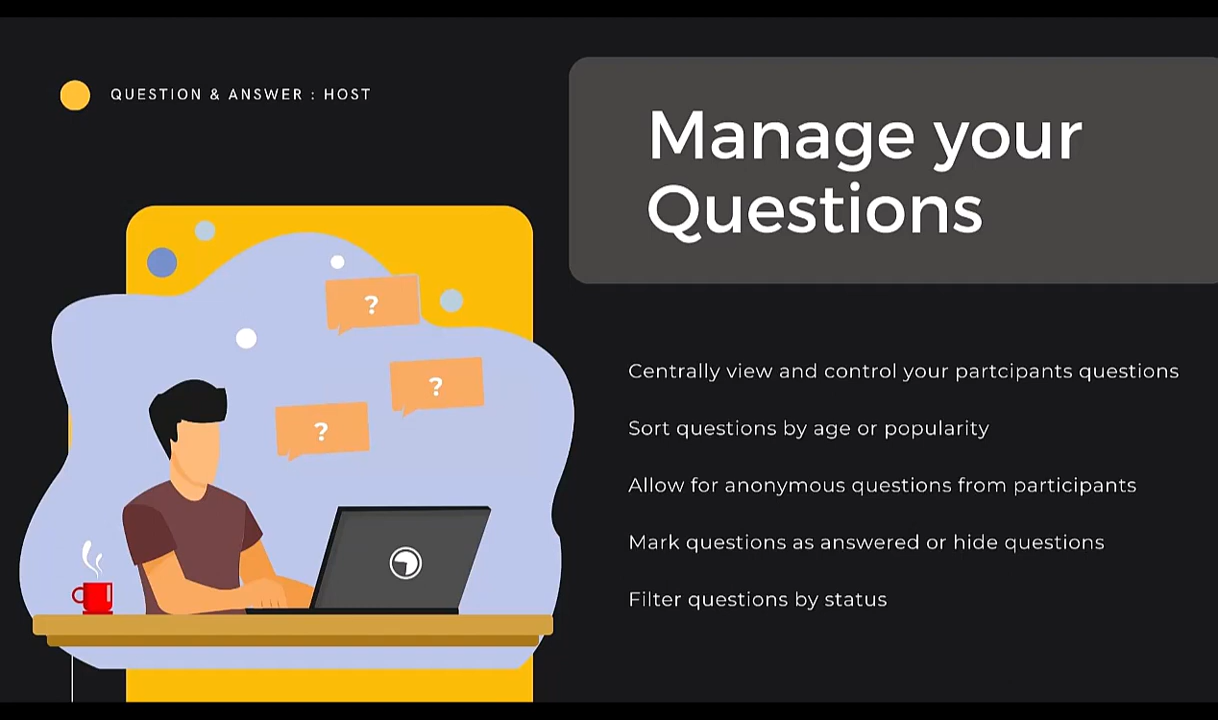 QUESTION & ANSWER : HOST
Manage your
Questions
?
?
?
Centrally view and control your partcipants questions
Sort questions by age or popularity
Allow for anonymous questions from participants
Mark questions as answered or hide questions
Filter questions by status